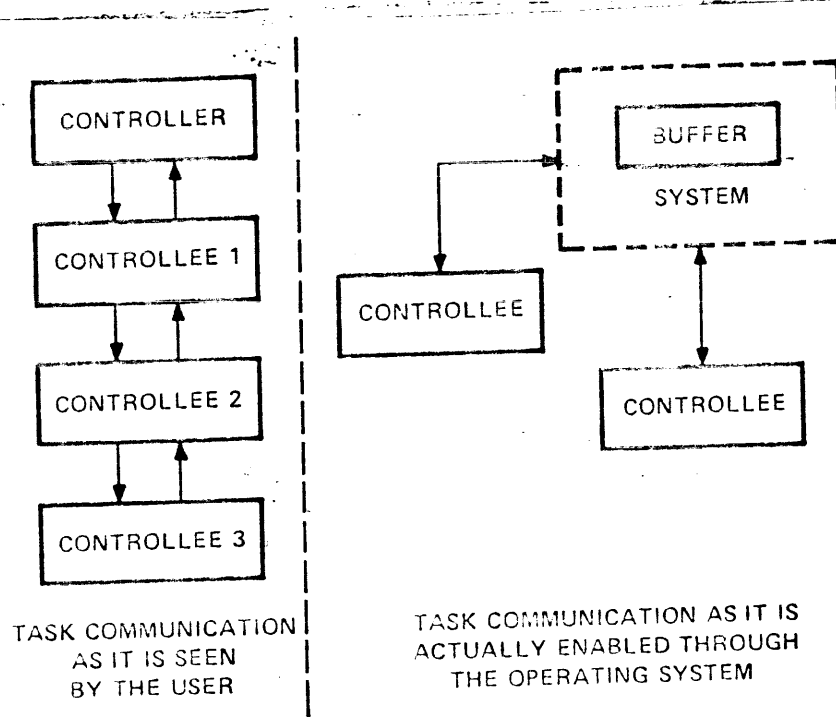 CONTROLLER
CONTROLLEE 1
CONTROLLEE 2
CONTROLLEE 3
TASK COMMUNICATION
AS IT IS SEEN
BY THE USER
BUFFER
SYSTEM
CONTROLLEE
CONTROLLEE
TASK COMMUNICATION AS IT IS
ACTUALLY ENABLED THROUGH
THE OPERATING SYSTEM